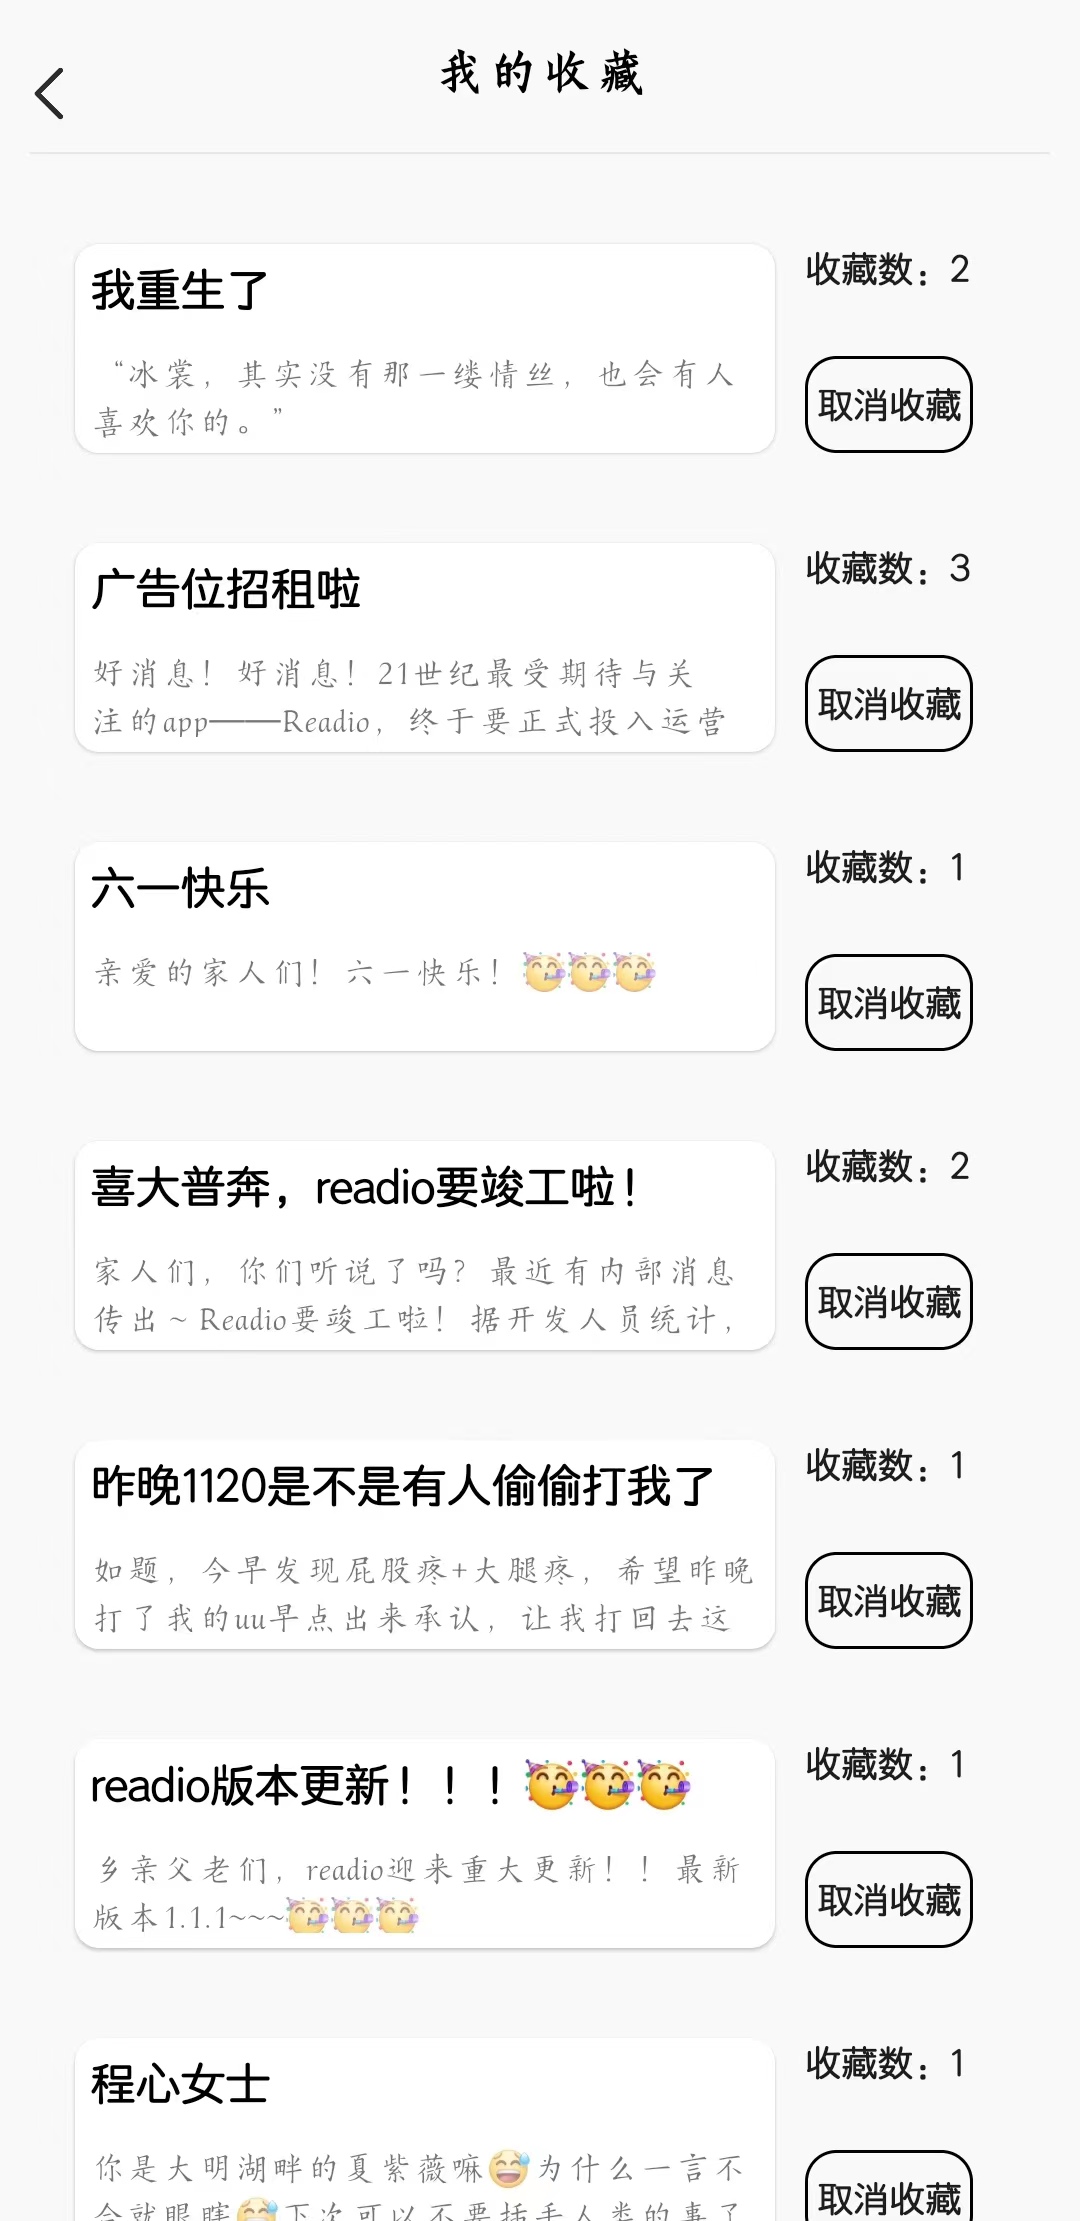 我的收藏
我重生了
收藏数：2
“冰裳，其实没有那一缕情丝，也会有人
喜欢你的。”
取消收藏
广告位招租啦
收藏数：3
好消息！好消息！21世纪最受期待与关
注的app——Readio，终于要正式投入运营
取消收藏
六一快乐
收藏数：1
亲爱的家人们！六一快乐！🥳🥳🥳
取消收藏
喜大普奔，readio要竣工啦！
收藏数：2
家人们，你们听说了吗？最近有内部消息
传出~Readio要竣工啦！据开发人员统计，
取消收藏
昨晚1120是不是有人偷偷打我了
收藏数：1
如题，今早发现屁股疼+大腿疼，希望昨晚
打了我的uu早点出来承认，让我打回去这
取消收藏
readio版本更新！！！🥳🥳🥳
收藏数：1
乡亲父老们，readio迎来重大更新！！最新
版本1.1.1~~~🥳🥳🥳
取消收藏
程心女士
收藏数：1
你是大明湖畔的夏紫薇嘛😅为什么一言不
合就眼瞎😅下次可以不要插手人类的事了
取消收藏